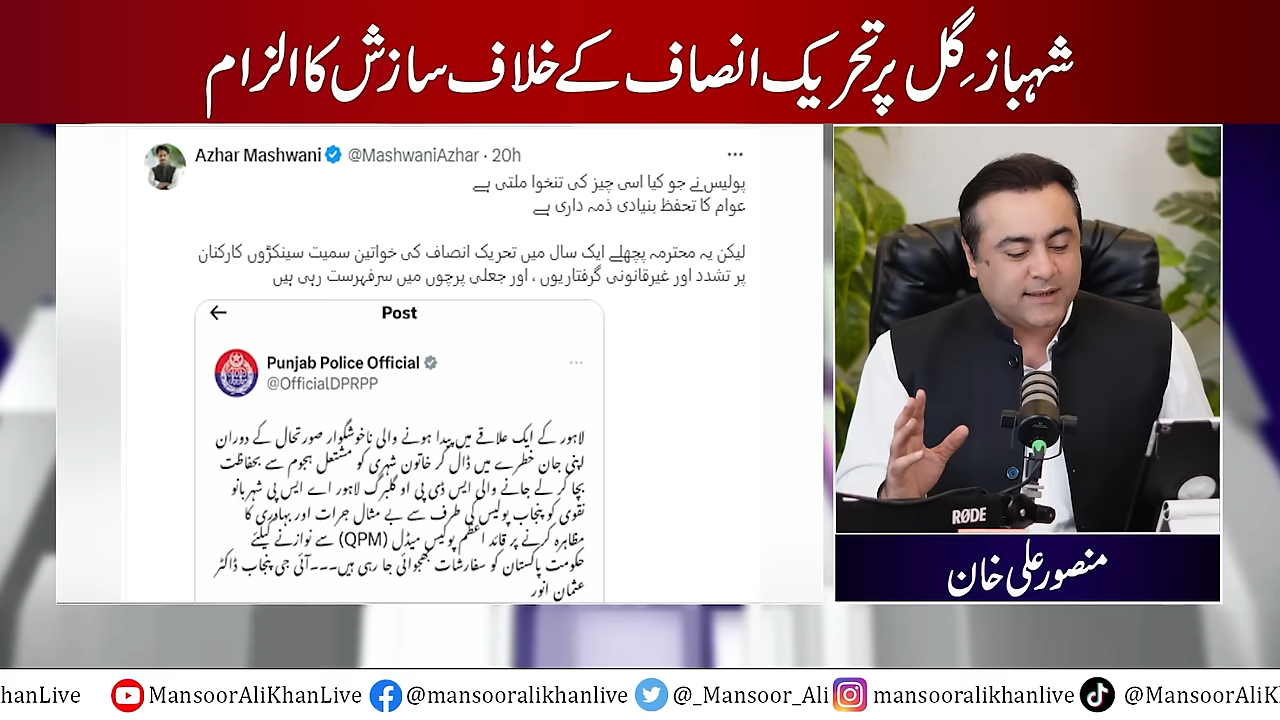 شہباز گِل پر تحریک انصاف کے خلاف سازش کا الزام
Azhar Mashwani @MashwaniAzhar · 20h
پولیس نے جو کیا اسی چیز کی تنخوا ملتی ہے
عوام کا تحفظ بنیادی ذمہ داری ہے
لیکن یہ محترمہ پچھلے ایک سال میں تحریک انصاف کی خواتین سمیت سینکڑوں کارکنان
پر تشدد اور غیرقانونی گرفتاریوں ، اور جعلی پرچوں میں سرفہرست رہی ہیں
Post
Punjab Police Official
@OfficialDPRPP
لاہور کے ایک علاقے میں پیدا ہونے والی ناخوشگوار صورتحال کے دوران
اپنی جان خطرے میں ڈال کر خاتون شہری کو مشتعل ہجوم سے بحفاظت
بچا کر لے جانے والی ایس ڈی پی او گلبرگ لاہور اے ایس پی شہر بانو
نقوی کو پنجاب پولیس کی طرف سے بے مثال جرات اور بہادری کا
مظاہرہ کرنے پر قائد اعظم پولیس میڈل (QPM) سے نوازنے کیلئے
حکومت پاکستان کو سفارشات بھجوائی جا رہی ہیں۔۔۔آئی جی پنجاب ڈاکٹر
عثمان انور
RØDE
منصور علی خان
hanLive MansoorAliKhanLive @mansooralikhanlive @_Mansoor_Ali mansooralikhanlive @MansoorAliK